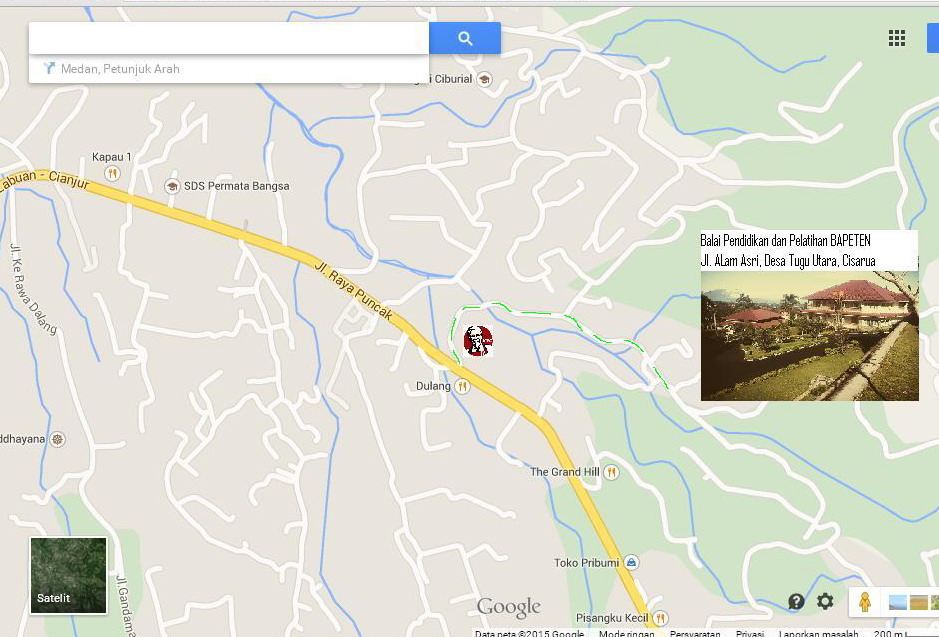 Medan, Petunjuk Arah
Ciburial
Kapau 1
SDS Permata Bangsa
Labuan - Cianjur
Balai Pendidikan dan Pelatihan BAPETEN
Jl. ALam Asri, Desa Tugu Utara, Cisarua
Jl. Ke Rawa Dalang
Jl. Raya Puncak
Dulang
ddhayana
The Grand Hill
Toko Pribumi
Satelit
Jl.Gandama
Google
Pisangku Kecil
Data peta ©2015 Google Mode ringan Persyaratan Privasi Laporkan masalah 200 m